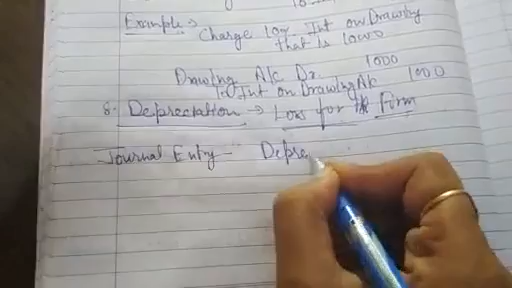 Example:→
Charge 10% Int on Drawing
that is 1000
Drawing A/c Dr. 1000
To Int on Drawing A/c 1000
8. Depreciation → Loss for the Firm
Journal Entry Depre